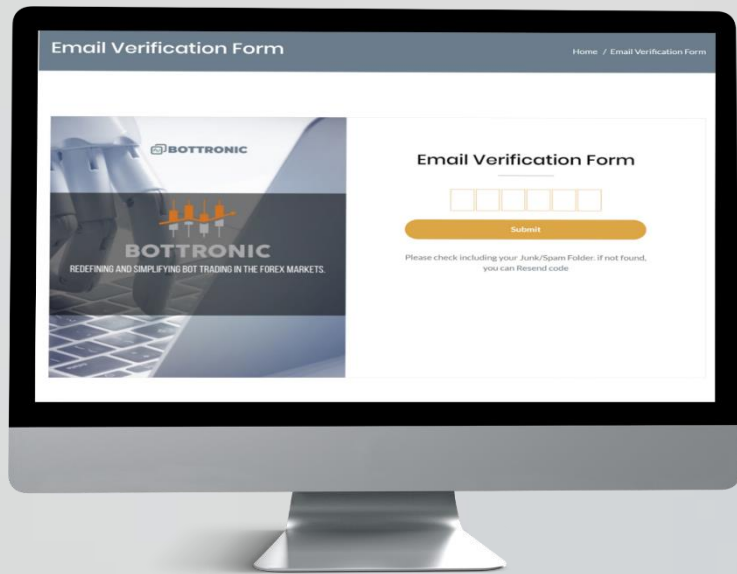 Email Verification Form
Home / Email Verification Form
BOTTRONIC
BOTTRONIC
REDEFINING AND SIMPLIFYING BOT TRADING IN THE FOREX MARKETS.
Email Verification Form
Submit
Please check including your Junk/Spam Folder. if not found,
you can Resend code